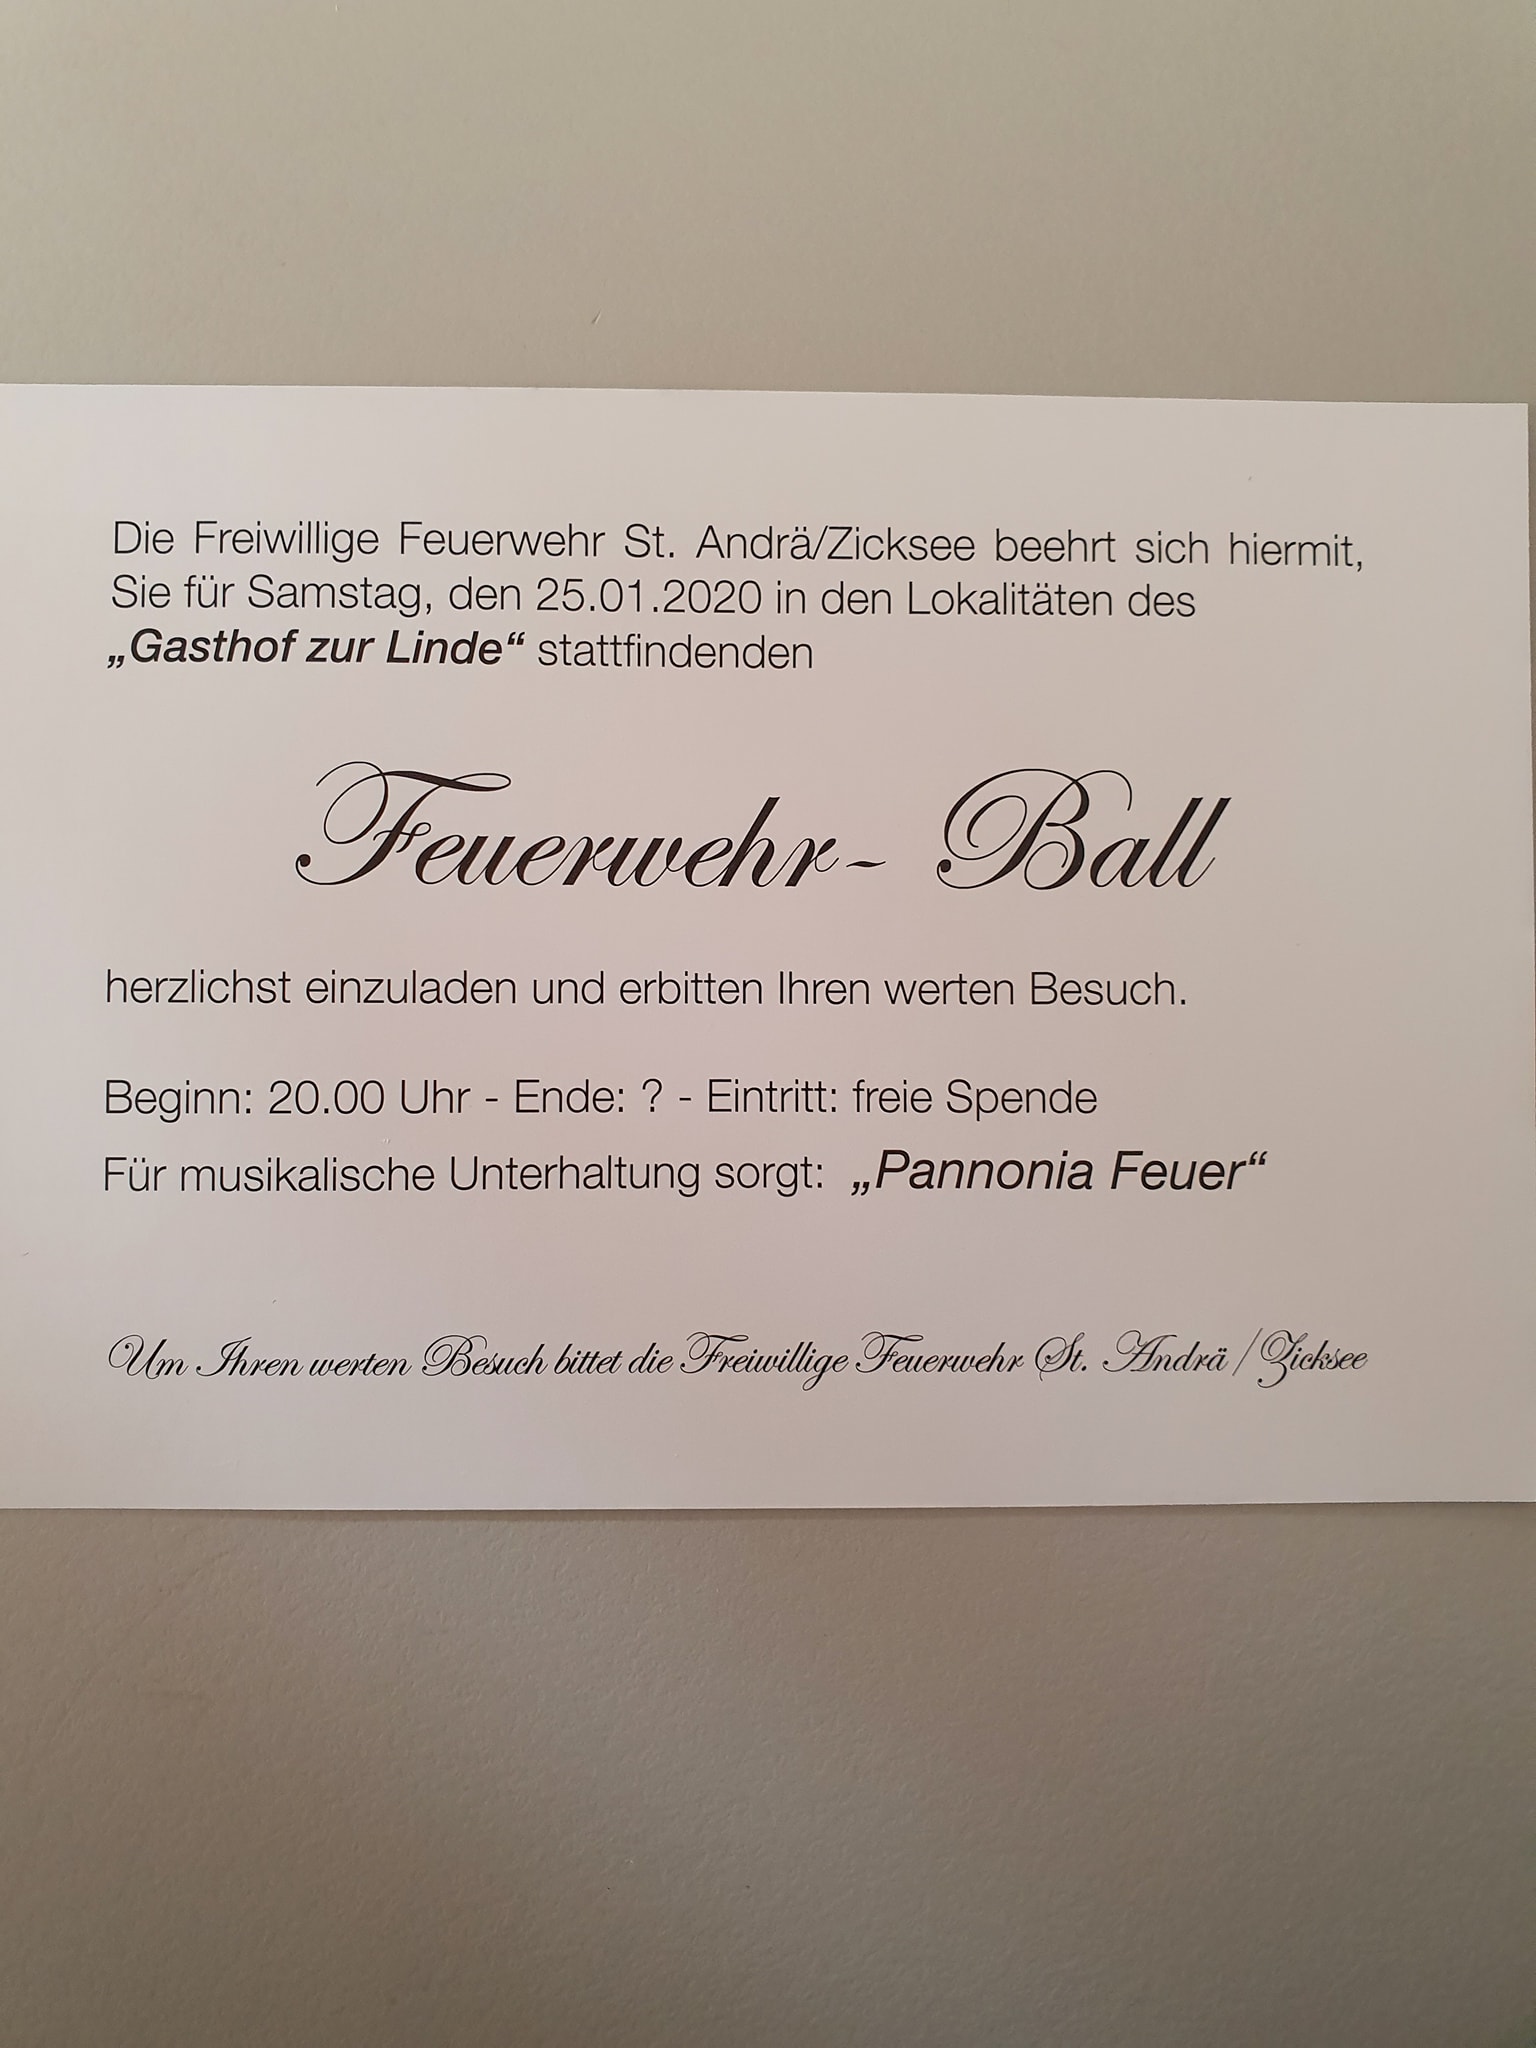 Die Freiwillige Feuerwehr St. Andrä/Zicksee beehrt sich hiermit,
Sie für Samstag, den 25.01.2020 in den Lokalitäten des
„Gasthof zur Linde“ stattfindenden
Feuerwehr- Ball
herzlichst einzuladen und erbitten Ihren werten Besuch.
Beginn: 20.00 Uhr - Ende: ? - Eintritt: freie Spende
Für musikalische Unterhaltung sorgt: „Pannonia Feuer“
Um Ihren werten Besuch bittet die Freiwillige Feuerwehr St. Andrä/Zicksee